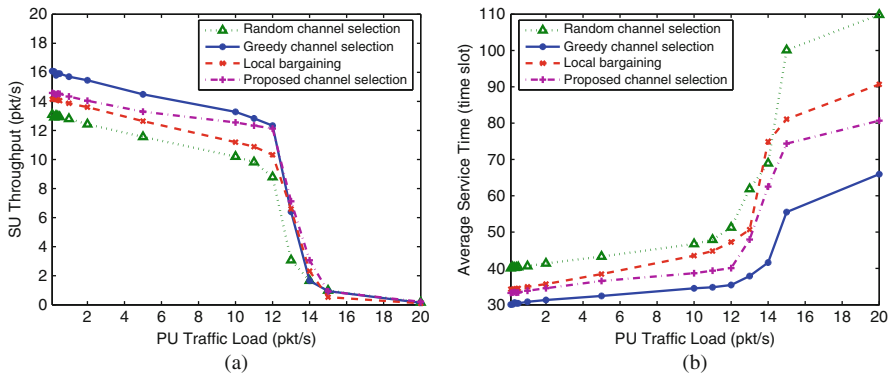 20
18
16
14
12
10
8
6
4
2
0
SU Throughput (pkt/s)
Random channel selection
Greedy channel selection
Local bargaining
Proposed channel selection
2 4 6 8 10 12 14 16 18 20
PU Traffic Load (pkt/s)
(a)
110
100
90
80
70
60
50
40
30
Average Service Time (time slot)
Random channel selection
Greedy channel selection
Local bargaining
Proposed channel selection
2 4 6 8 10 12 14 16 18 20
PU Traffic Load (pkt/s)
(b)